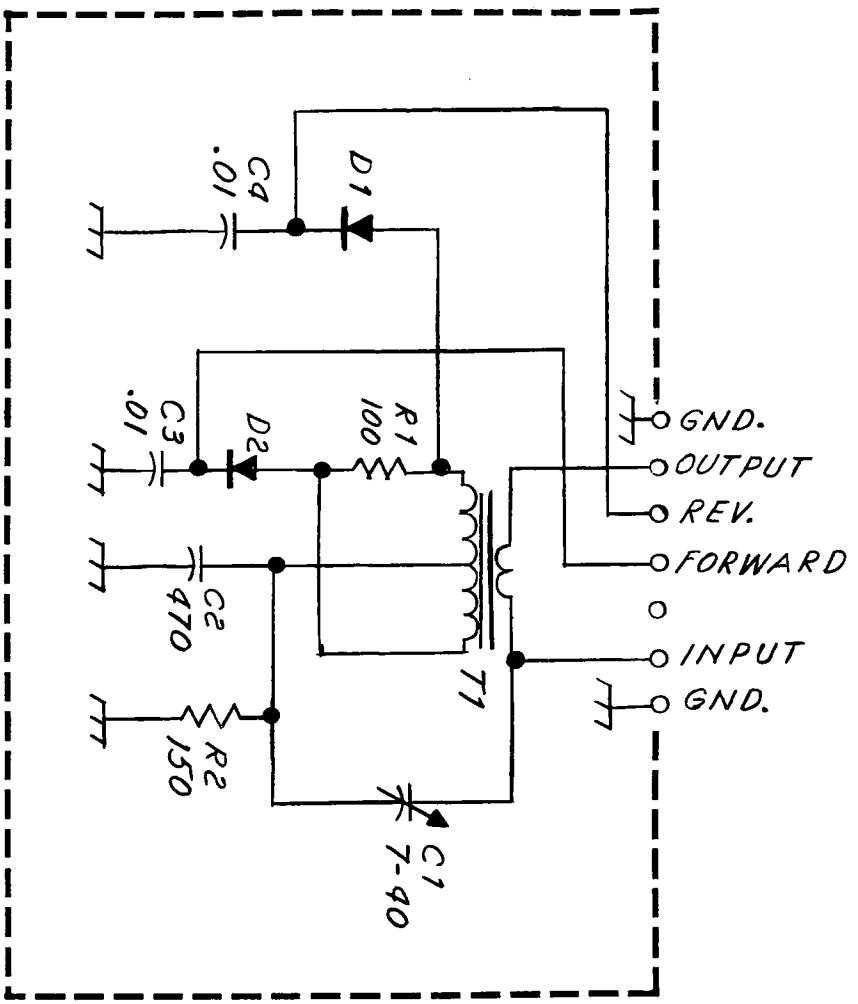 C4
.01
D1
C3
.01
D2
R1
100
GND.
OUTPUT
REV.
FORWARD
INPUT
GND.
C2
470
T1
R2
150
C1
7-40